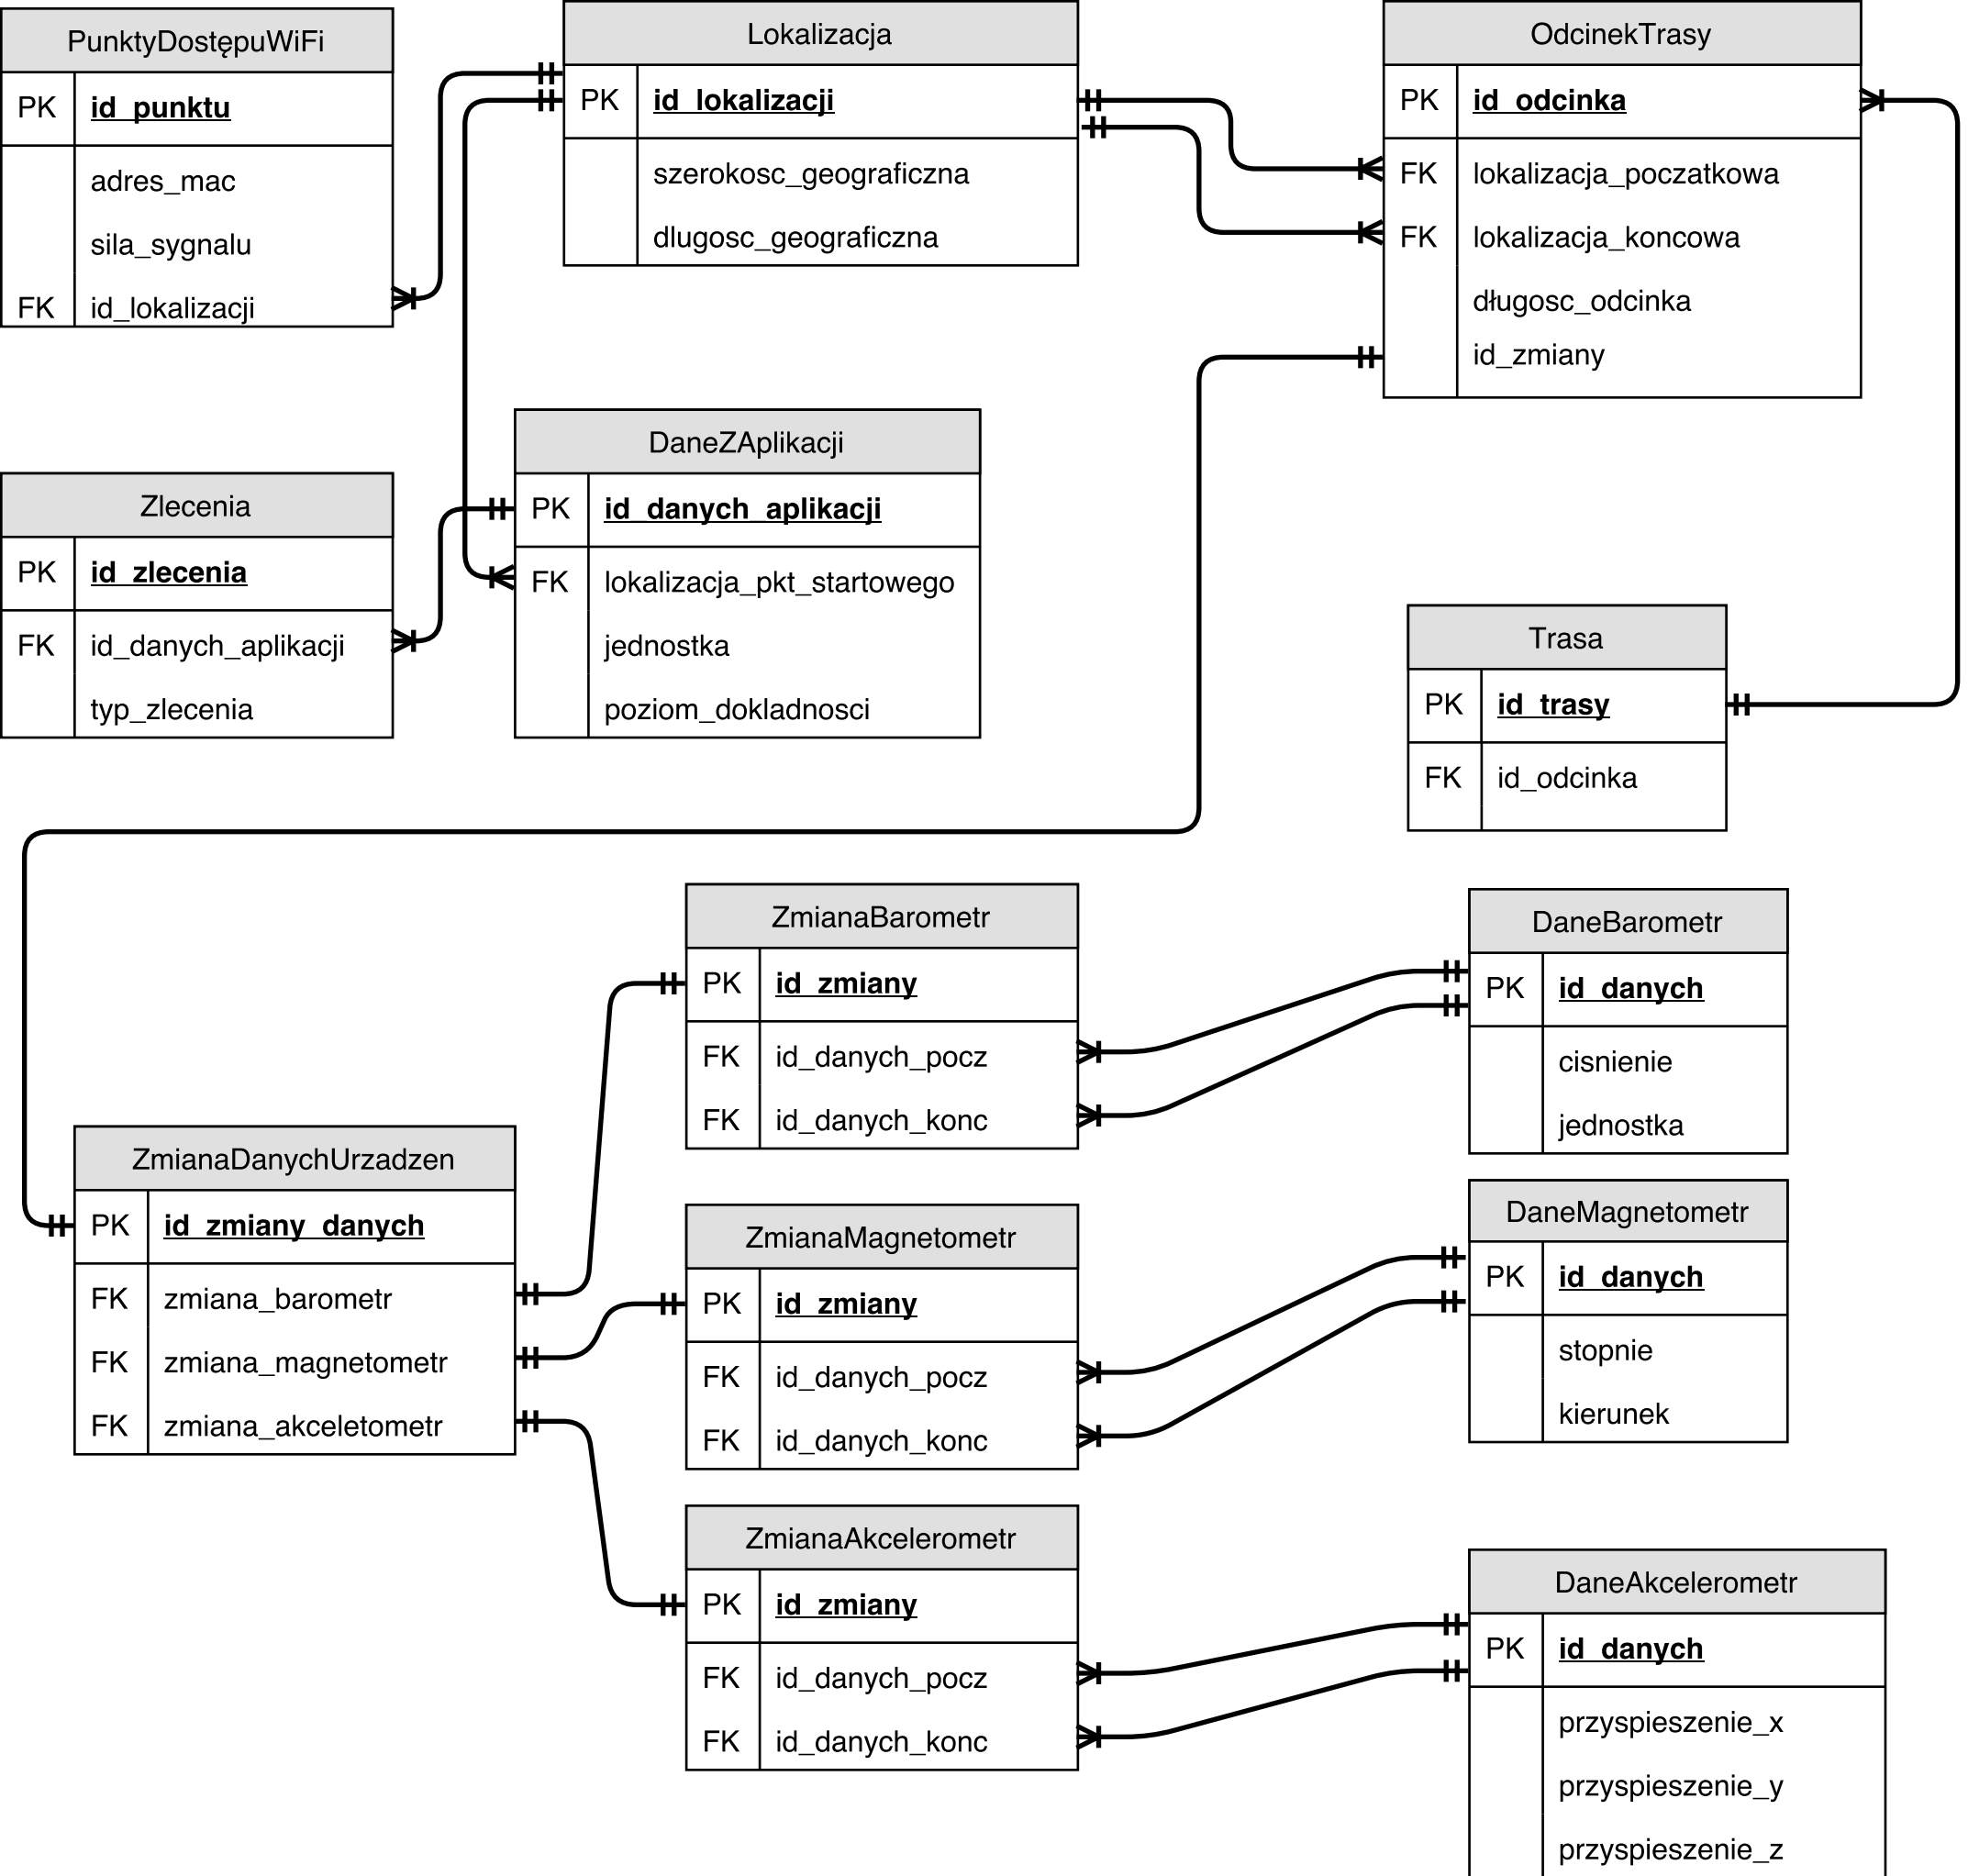 PunktyDostępuWiFi
PK id_punktu
adres_mac
sila_sygnalu
FK id_lokalizacji
Lokalizacja
PK id_lokalizacji
szerokosc_geograficzna
dlugosc_geograficzna
OdcinekTrasy
PK id_odcinka
FK lokalizacja_poczatkowa
FK lokalizacja_koncowa
długosc_odcinka
id_zmiany
Zlecenia
PK id_zlecenia
FK id_danych_aplikacji
typ_zlecenia
DaneZAplikacji
PK id_danych_aplikacji
FK lokalizacja_pkt_startowego
jednostka
poziom_dokladnosci
Trasa
PK id_trasy
FK id_odcinka
ZmianaDanychUrzadzen
PK id_zmiany_danych
FK zmiana_barometr
FK zmiana_magnetometr
FK zmiana_akceletometr
ZmianaBarometr
PK id_zmiany
FK id_danych_pocz
FK id_danych_konc
DaneBarometr
PK id_danych
cisnienie
jednostka
ZmianaMagnetometr
PK id_zmiany
FK id_danych_pocz
FK id_danych_konc
DaneMagnetometr
PK id_danych
stopnie
kierunek
ZmianaAkcelerometr
PK id_zmiany
FK id_danych_pocz
FK id_danych_konc
DaneAkcelerometr
PK id_danych
przyspieszenie_x
przyspieszenie_y
przyspieszenie_z